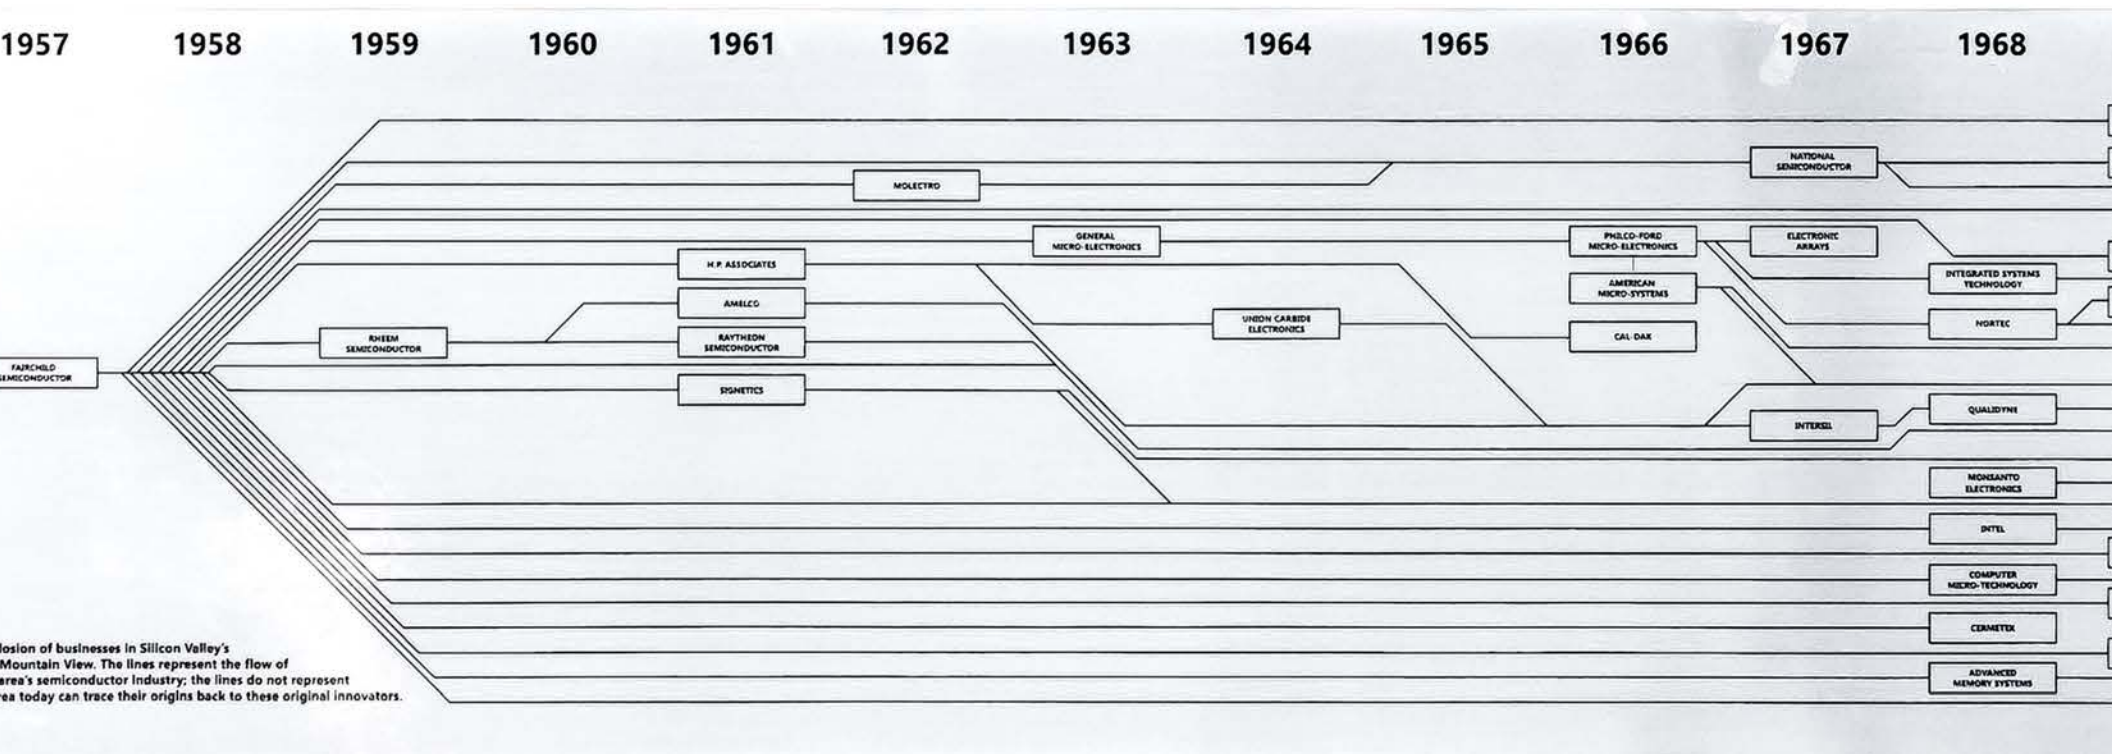 1957 1958 1959 1960 1961 1962 1963 1964 1965 1966 1967 1968
NATIONAL
SEMICONDUCTOR
MOLECTRO
GENERAL
MICRO-ELECTRONICS
PHILCO-FORD
MICRO-ELECTRONICS
ELECTRONIC
ARRAYS
H.P. ASSOCIATES
INTEGRATED SYSTEMS
TECHNOLOGY
AMERICAN
MICRO-SYSTEMS
AMELCO
UNION CARBIDE
ELECTRONICS
NORTEC
RHEEM
SEMICONDUCTOR
RAYTHEON
SEMICONDUCTOR
CAL-DAK
FAIRCHILD
SEMICONDUCTOR
SIGNETICS
QUALIDYNE
INTERSIL
MONSANTO
ELECTRONICS
INTEL
COMPUTER
MICRO-TECHNOLOGY
CERMETEK
ADVANCED
MEMORY SYSTEMS
losion of businesses in Silicon Valley's
Mountain View. The lines represent the flow of
area's semiconductor industry; the lines do not represent
ea today can trace their origins back to these original innovators.